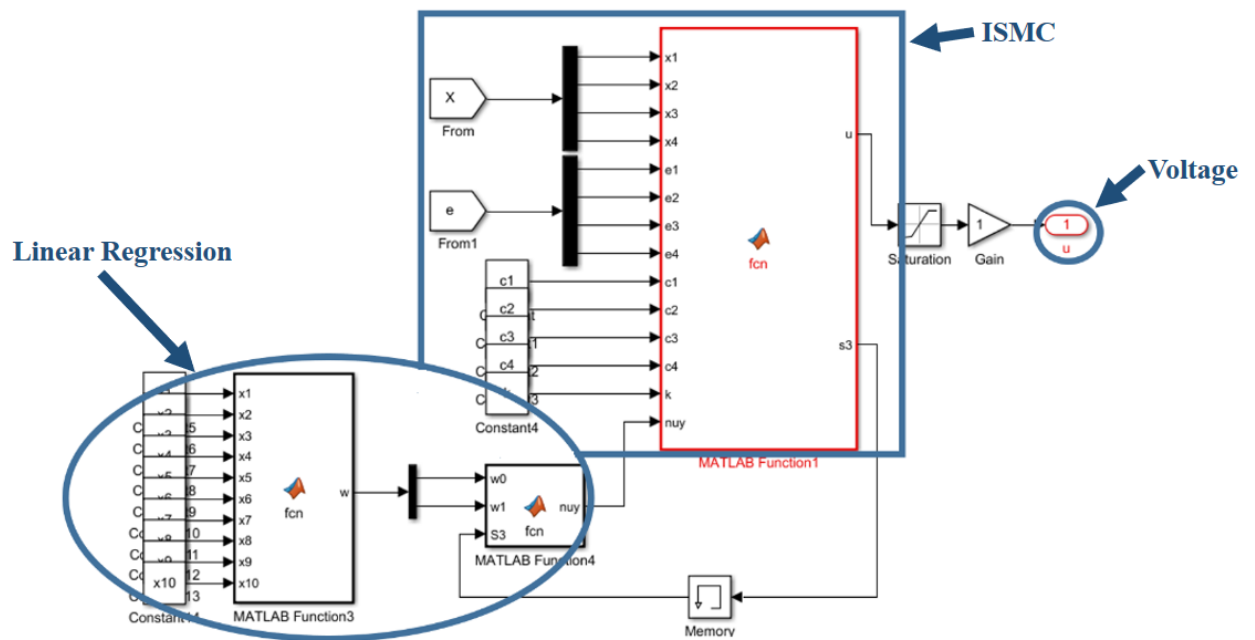 ISMC
X
From
e
From1
x1
x2
x3
x4
e1
e2
e3
e4
c1
c2
c3
c4
k
nuy
u
s3
fcn
MATLAB Function1
c1
c2
c3
c4
Constant4
Saturation
1
Gain
1
u
Voltage
Linear Regression
x10
x1
x2
x3
x4
x5
x6
x7
x8
x9
x10
w
fcn
MATLAB Function3
w0
w1
S3
nuy
fcn
MATLAB Function4
Memory